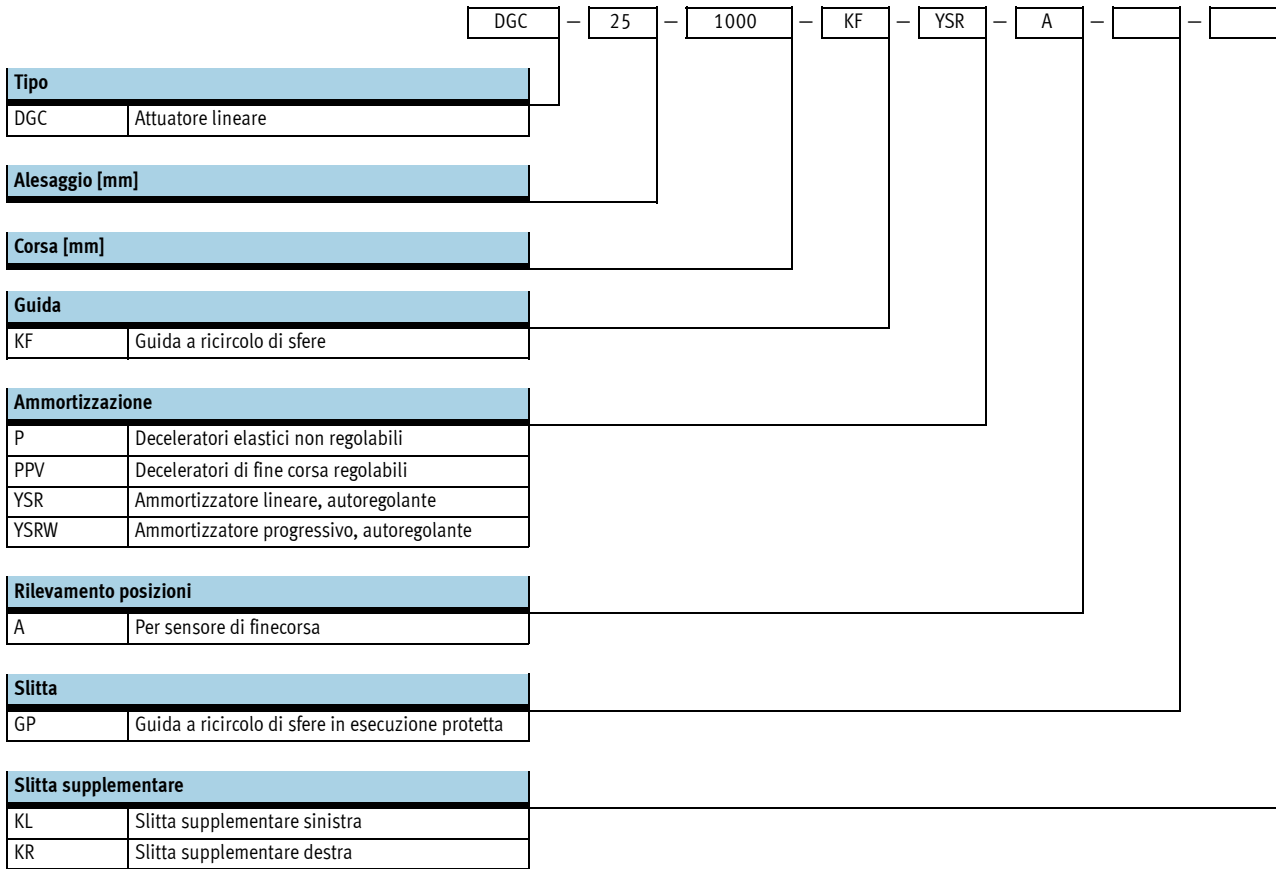 DGC – 25 – 1000 – KF – YSR – A – –
Tipo
DGC Attuatore lineare
Alesaggio [mm]
Corsa [mm]
Guida
KF Guida a ricircolo di sfere
Ammortizzazione
P Deceleratori elastici non regolabili
PPV Deceleratori di fine corsa regolabili
YSR Ammortizzatore lineare, autoregolante
YSRW Ammortizzatore progressivo, autoregolante
Rilevamento posizioni
A Per sensore di finecorsa
Slitta
GP Guida a ricircolo di sfere in esecuzione protetta
Slitta supplementare
KL Slitta supplementare sinistra
KR Slitta supplementare destra